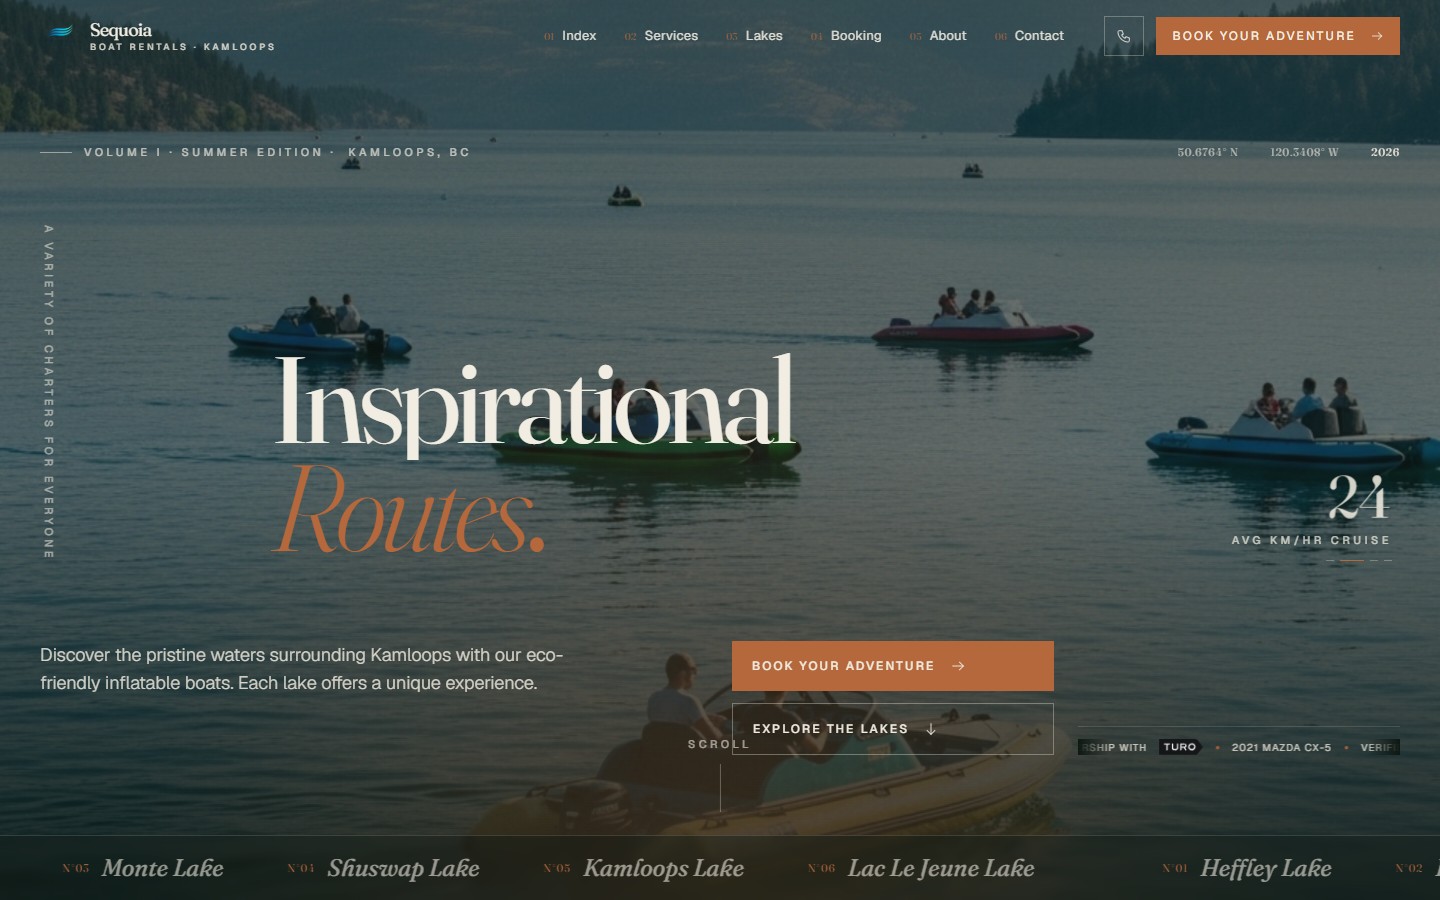 Sequoia
BOAT RENTALS · KAMLOOPS
01 Index 02 Services 03 Lakes 04 Booking 05 About 06 Contact
BOOK YOUR ADVENTURE →
VOLUME I · SUMMER EDITION · KAMLOOPS, BC
50.6764° N 120.3408° W 2026
A VARIETY OF CHARTERS FOR EVERYONE
Inspirational
Routes.
24
AVG KM/HR CRUISE
Discover the pristine waters surrounding Kamloops with our eco-
friendly inflatable boats. Each lake offers a unique experience.
BOOK YOUR ADVENTURE →
EXPLORE THE LAKES ↓
SCROLL
RSHIP WITH TURO • 2021 MAZDA CX-5 • VERIF
N°03 Monte Lake N°04 Shuswap Lake N°05 Kamloops Lake N°06 Lac Le Jeune Lake N°01 Heffley Lake N°02